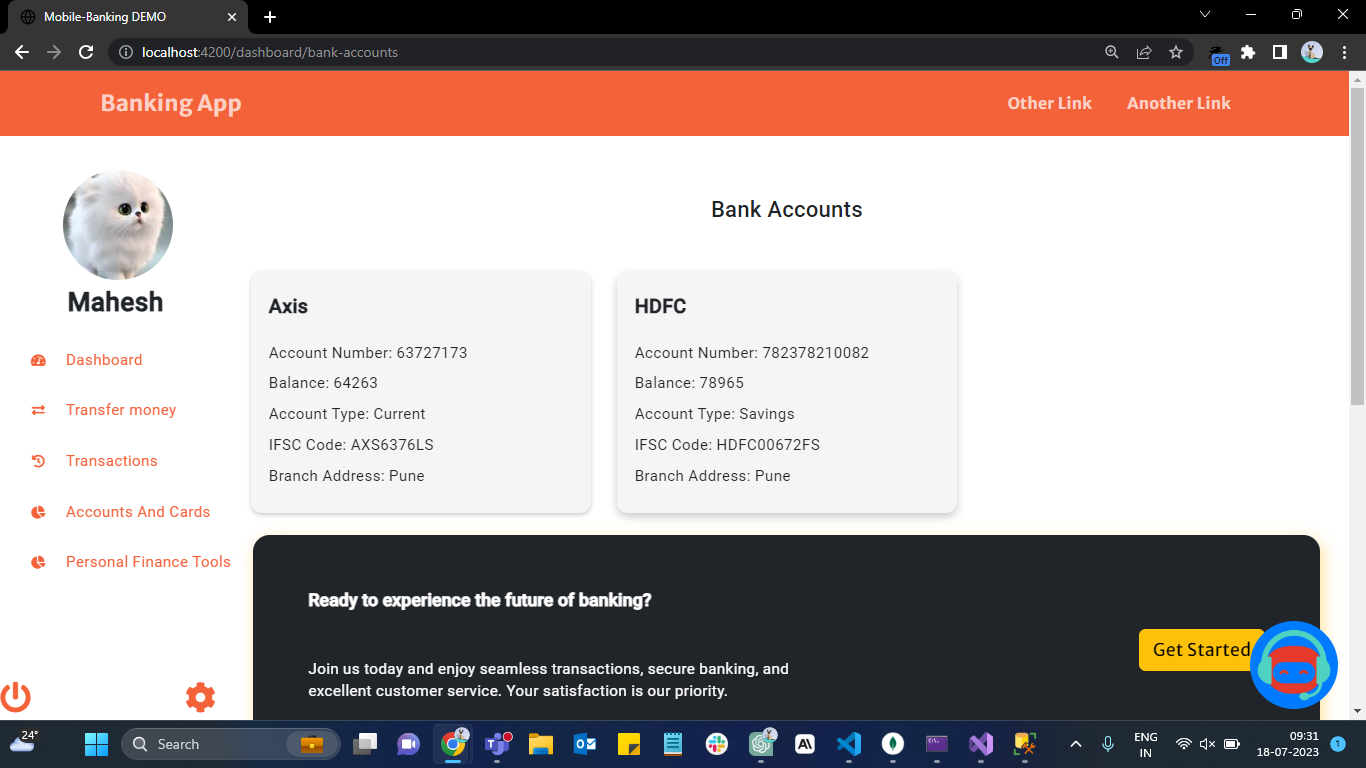 Mobile-Banking DEMO
localhost:4200/dashboard/bank-accounts
Off
Banking App
Other Link
Another Link
Mahesh
Dashboard
Transfer money
Transactions
Accounts And Cards
Personal Finance Tools
Bank Accounts
Axis
Account Number: 63727173
Balance: 64263
Account Type: Current
IFSC Code: AXS6376LS
Branch Address: Pune
HDFC
Account Number: 782378210082
Balance: 78965
Account Type: Savings
IFSC Code: HDFC00672FS
Branch Address: Pune
Ready to experience the future of banking?
Join us today and enjoy seamless transactions, secure banking, and
excellent customer service. Your satisfaction is our priority.
Get Started
24°
Search
ENG
IN
09:31
18-07-2023
1